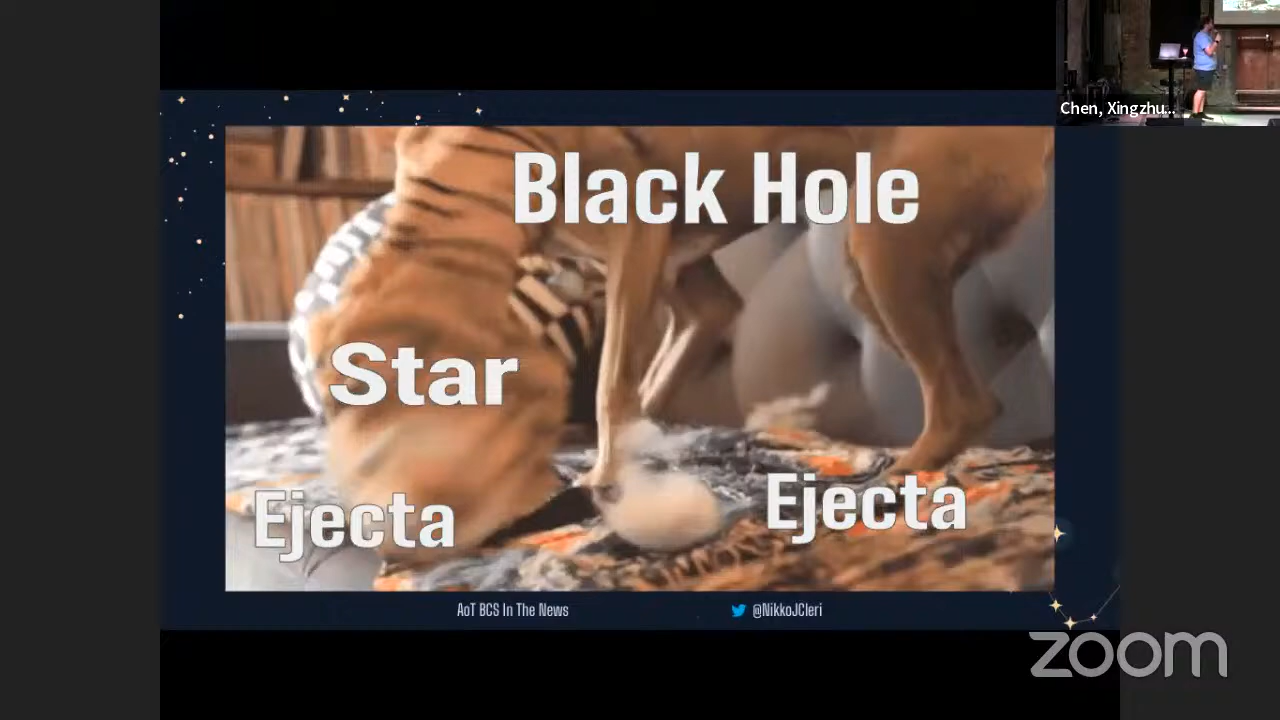 Chen, Xingzhu...
Black Hole
Star
Ejecta
Ejecta
AoT BCS In The News
@NikkoJCleri
zoom